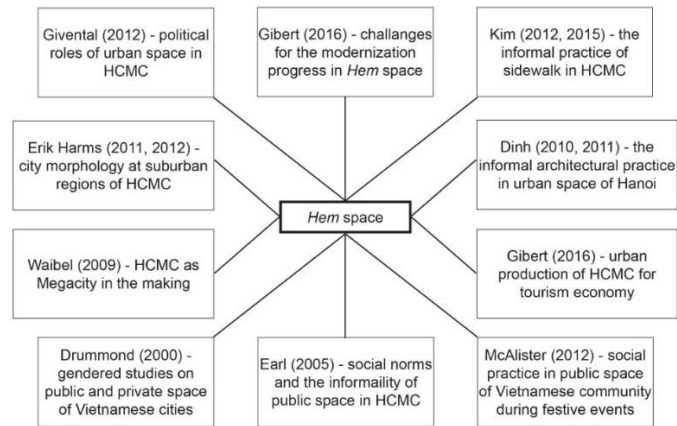 Givental (2012) - political
roles of urban space in
HCMC
Gibert (2016) - challanges
for the modernization
progress in Hem space
Kim (2012, 2015) - the
informal practice of
sidewalk in HCMC
Erik Harms (2011, 2012) -
city morphology at suburban
regions of HCMC
Dinh (2010, 2011) - the
informal architectural practice
in urban space of Hanoi
Hem space
Waibel (2009) - HCMC as
Megacity in the making
Gibert (2016) - urban
production of HCMC for
tourism economy
Drummond (2000) -
gendered studies on
public and private space
of Vietnamese cities
Earl (2005) - social norms
and the informaility of
public space in HCMC
McAlister (2012) - social
practice in public space
of Vietnamese community
during festive events